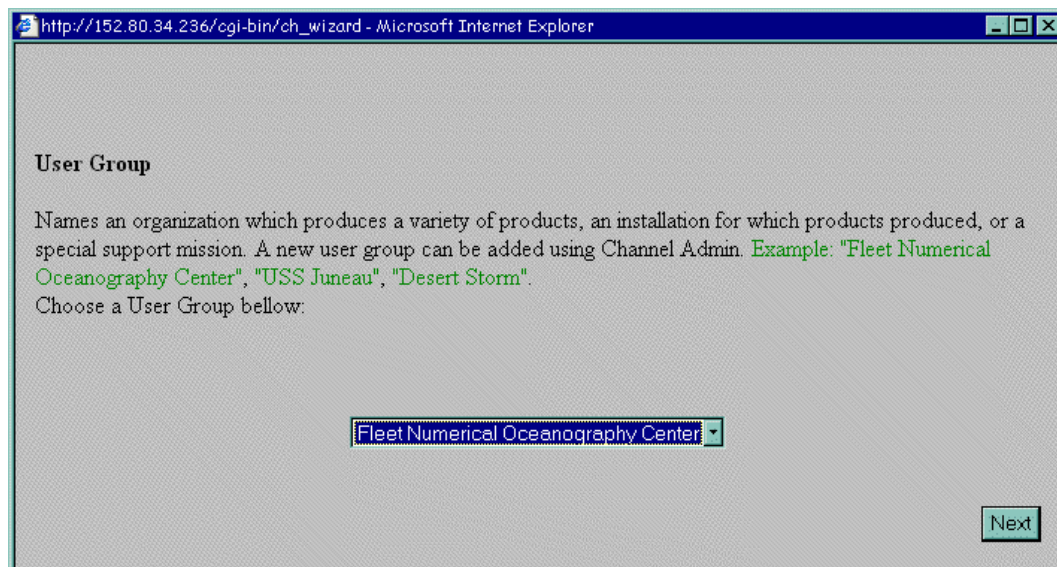 http://152.80.34.236/cgi-bin/ch_wizard - Microsoft Internet Explorer
User Group
Names an organization which produces a variety of products, an installation for which products produced, or a
special support mission. A new user group can be added using Channel Admin. Example: "Fleet Numerical
Oceanography Center", "USS Juneau", "Desert Storm".
Choose a User Group bellow:
Fleet Numerical Oceanography Center
Next